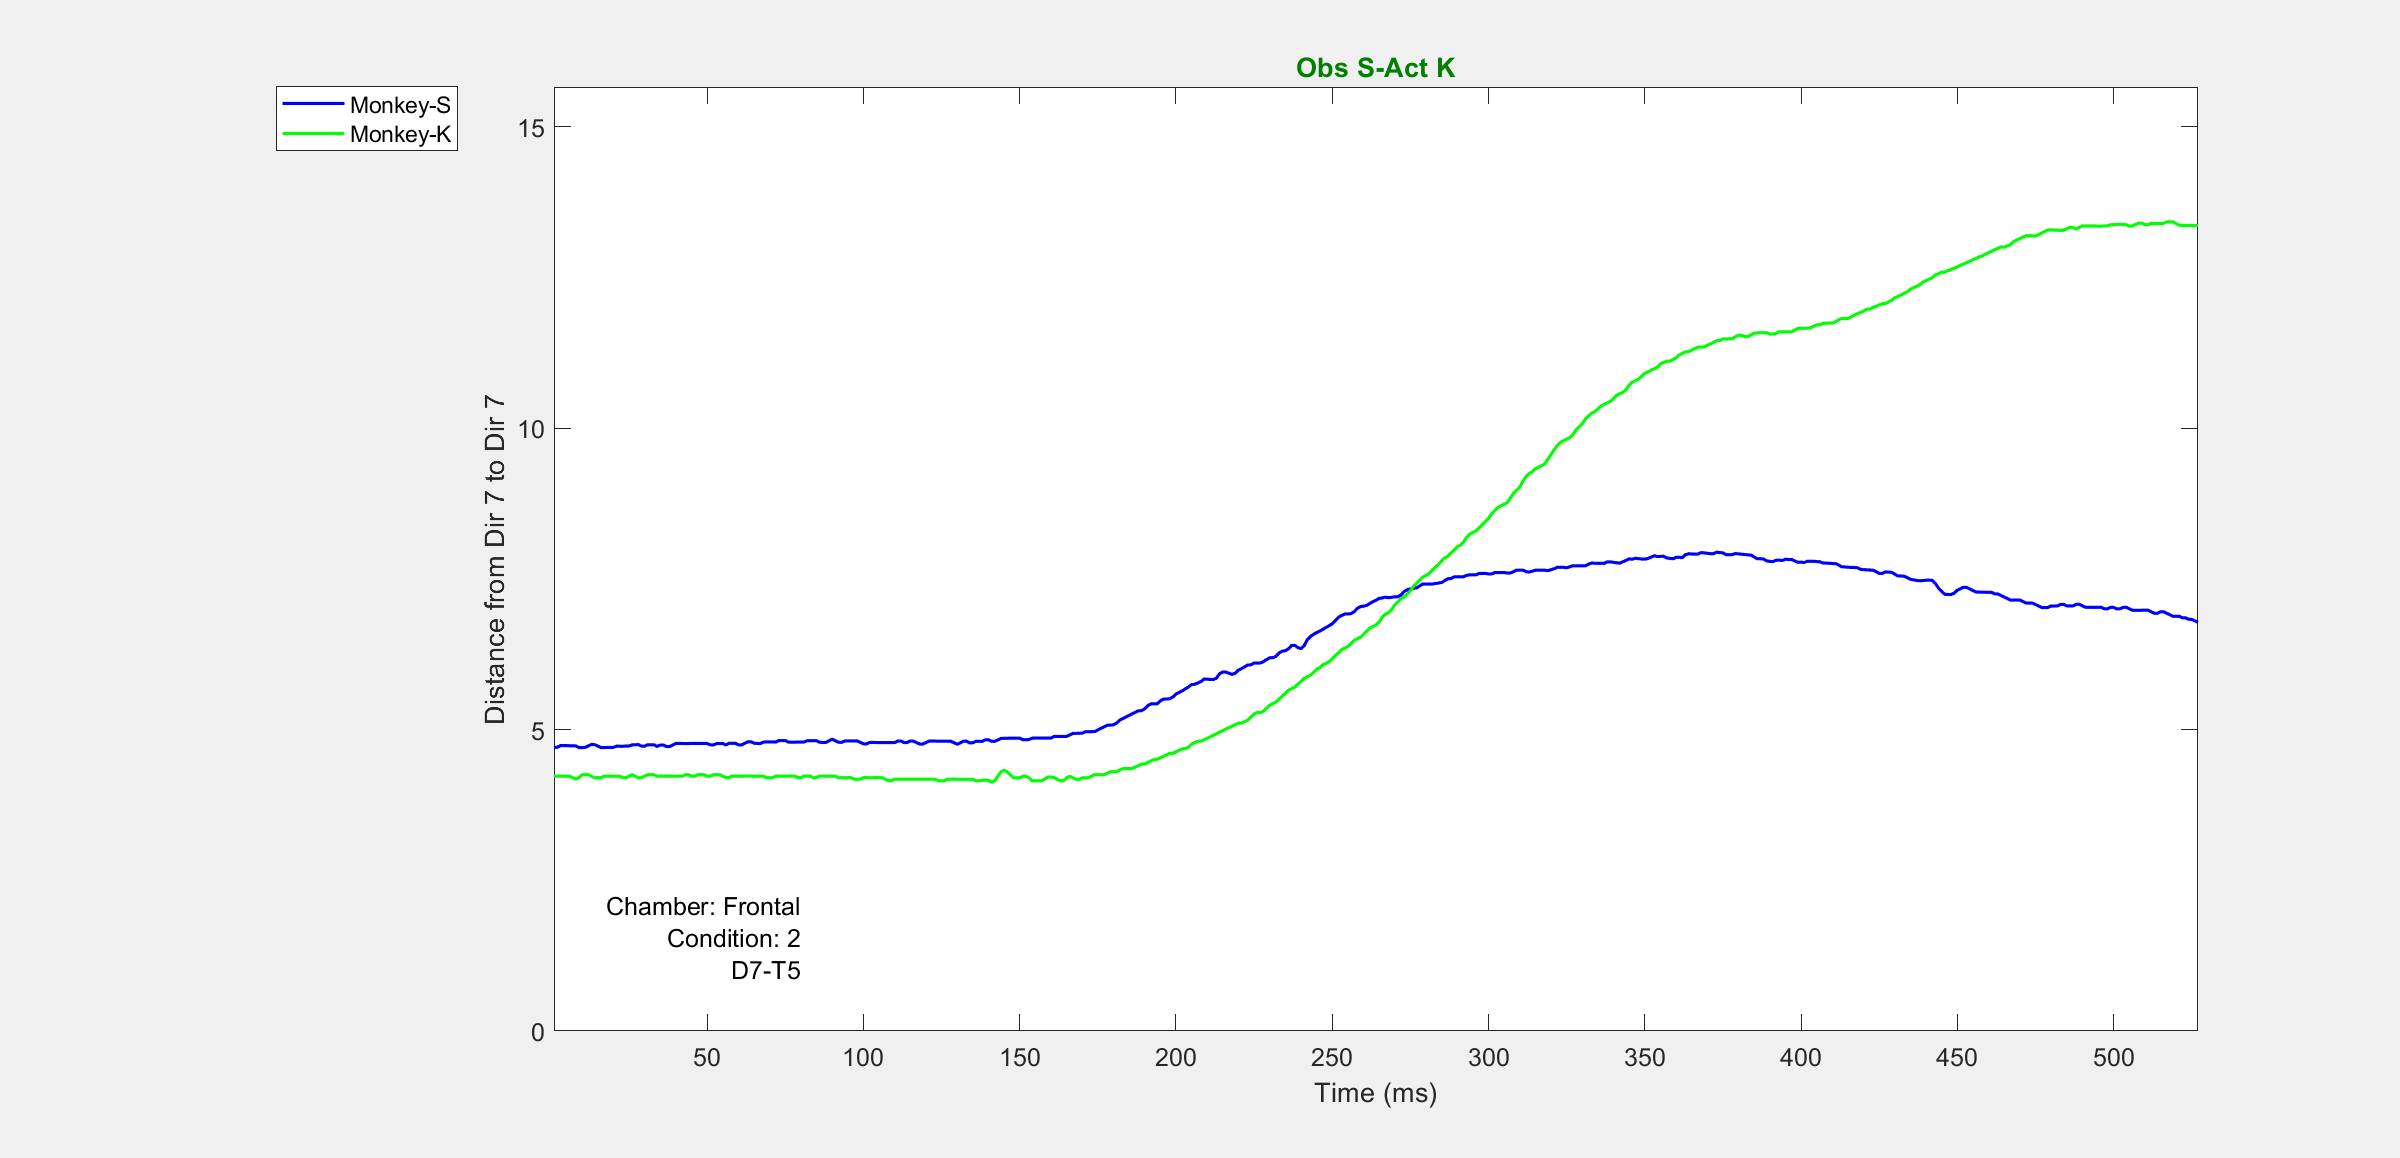 Obs S-Act K
Monkey-S
Monkey-K
15
10
5
0
Distance from Dir 7 to Dir 7
Chamber: Frontal
Condition: 2
D7-T5
50 100 150 200 250 300 350 400 450 500
Time (ms)